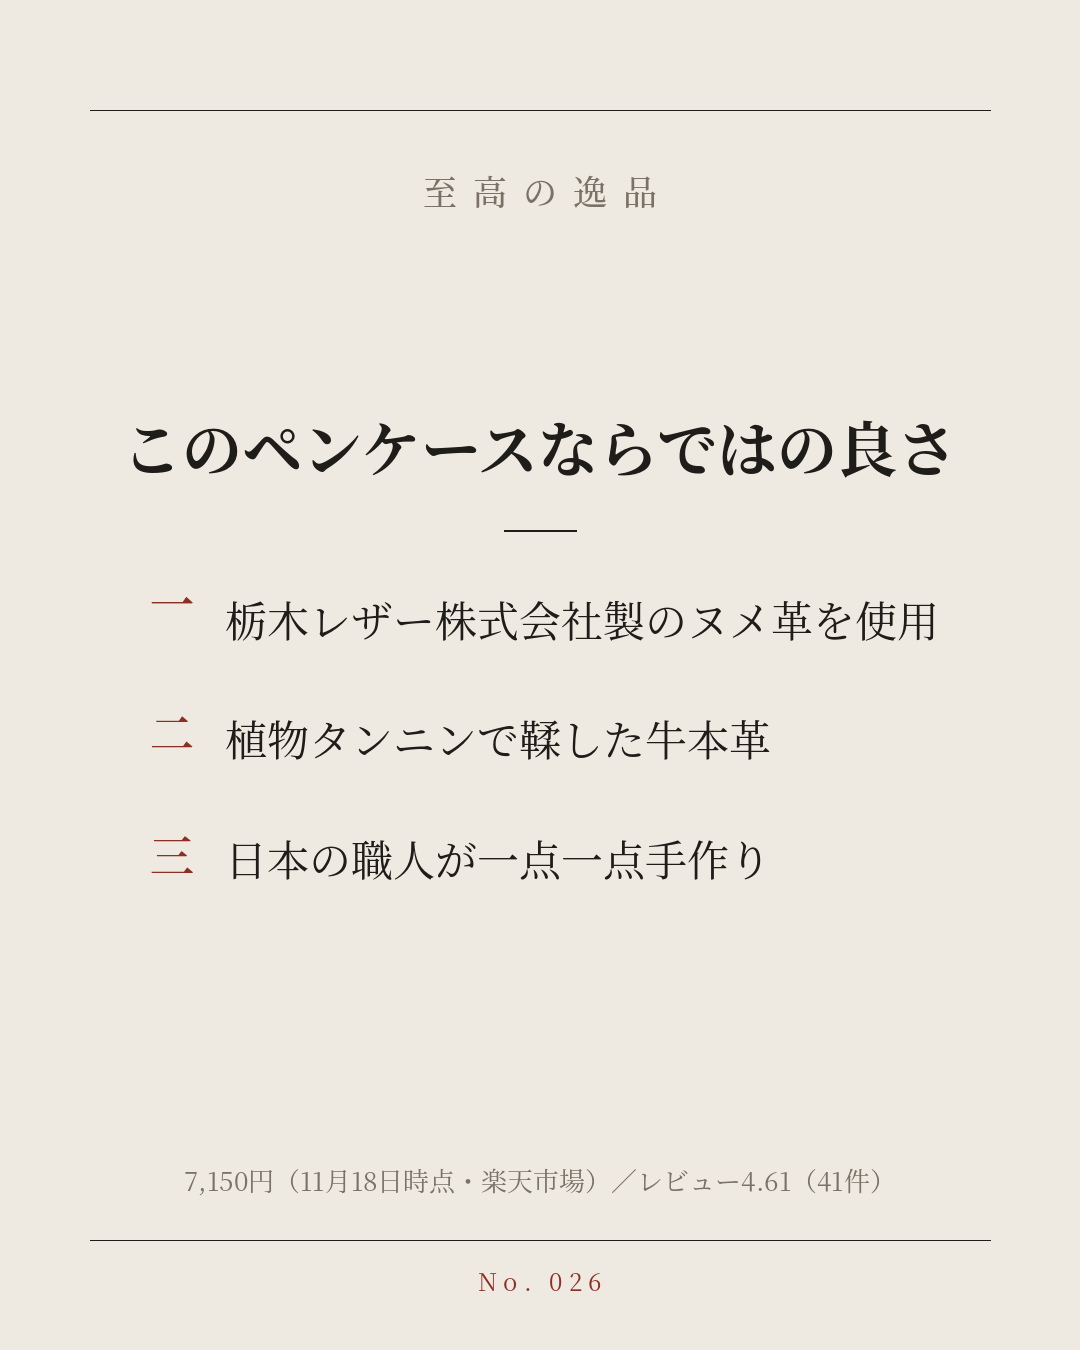 至高の逸品
このペンケースならではの良さ
一 栃木レザー株式会社製のヌメ革を使用
二 植物タンニンで鞣した牛本革
三 日本の職人が一点一点手作り
7,150円（11月18日時点・楽天市場）／レビュー4.61（41件）
No. 026